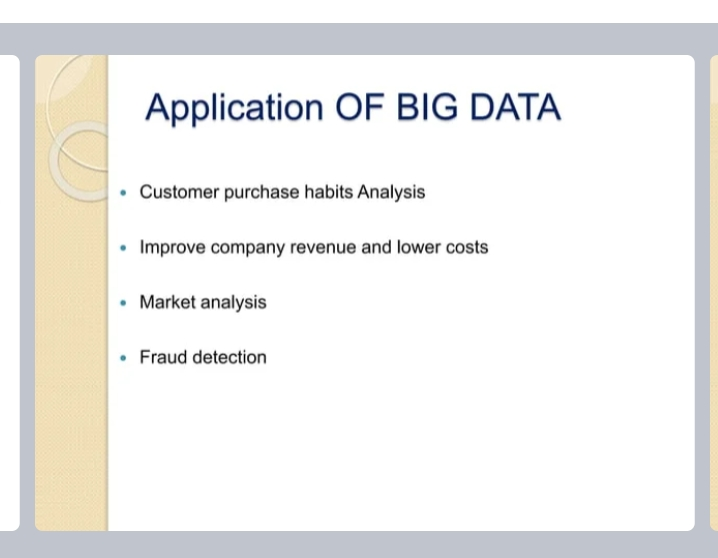 Application OF BIG DATA
• Customer purchase habits Analysis
• Improve company revenue and lower costs
• Market analysis
• Fraud detection